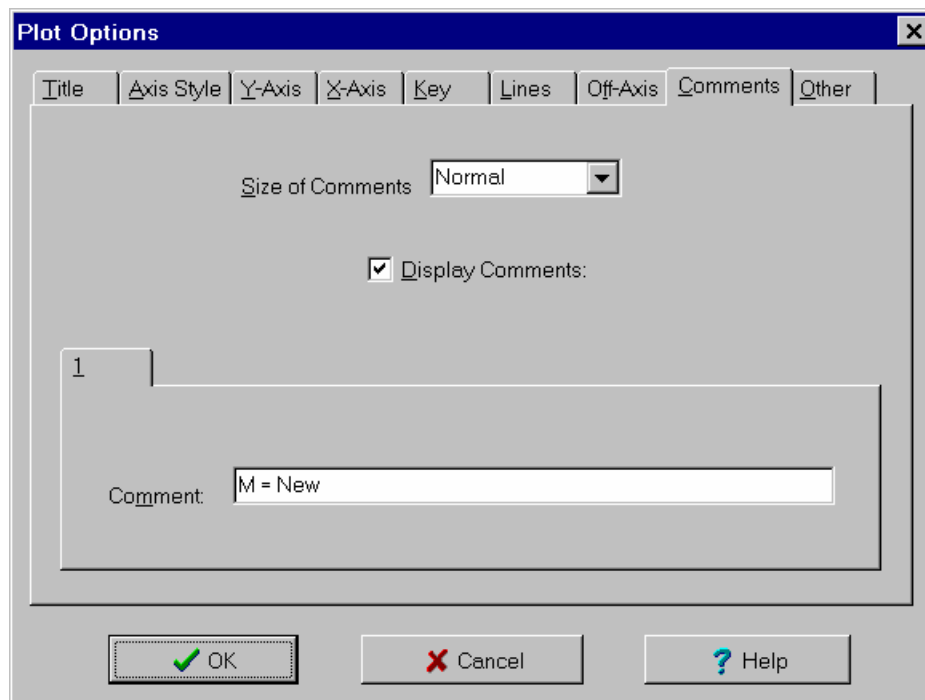 Plot Options
Title Axis Style Y-Axis X-Axis Key Lines Off-Axis Comments Other
Size of Comments Normal
Display Comments:
1
Comment: M = New
OK Cancel ? Help